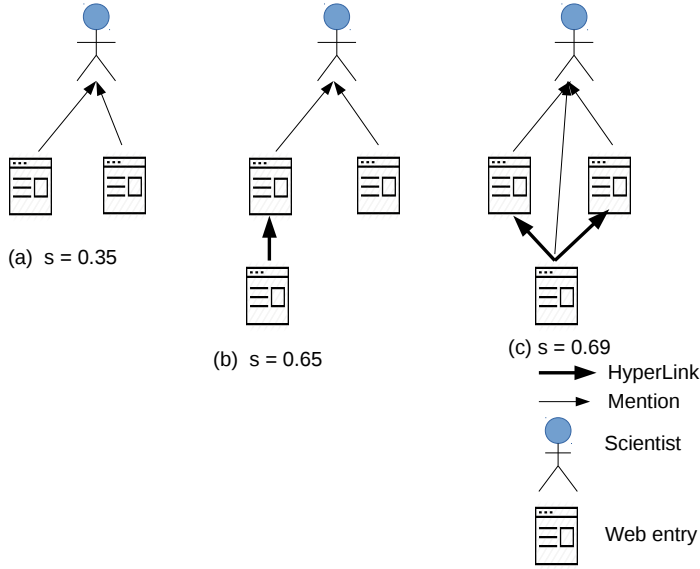 (a)  s = 0.35
(b)  s = 0.65
(c) s = 0.69
HyperLink
Mention
Scientist
Web entry